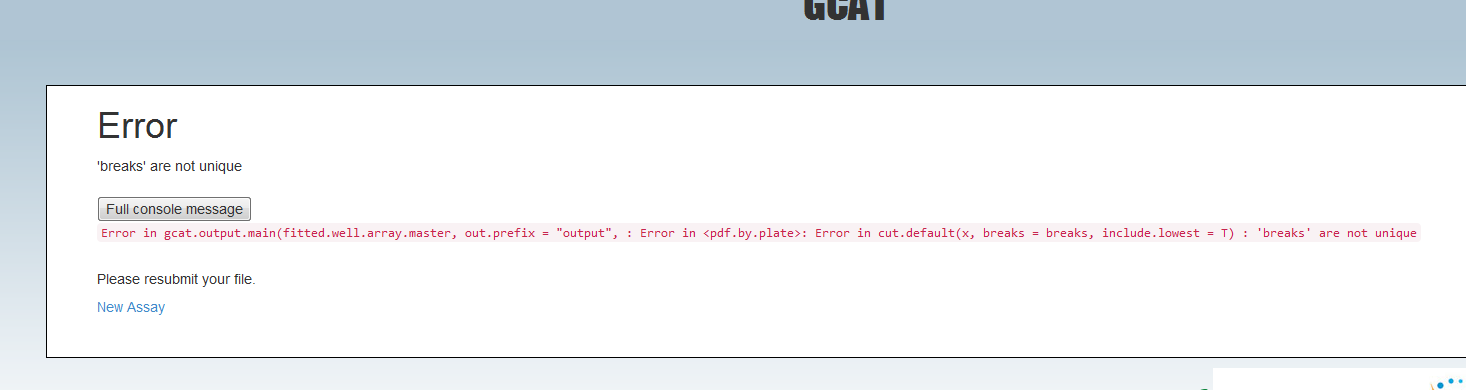 GCAT
Error
'breaks' are not unique
Full console message
Error in gcat.output.main(fitted.well.array.master, out.prefix = "output", : Error in <pdf.by.plate>: Error in cut.default(x, breaks = breaks, include.lowest = T) : 'breaks' are not unique
Please resubmit your file.
New Assay